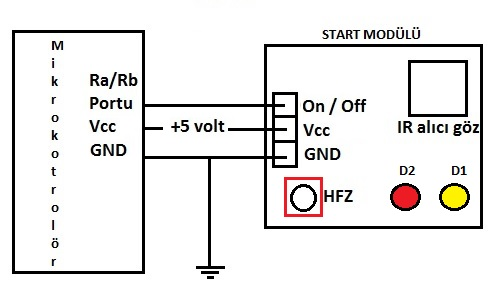 START MODÜLÜ
Mikrokotrolör
Ra/Rb
Portu
Vcc
GND
+5 volt
On / Off
Vcc
GND
IR alıcı göz
HFZ
D2
D1